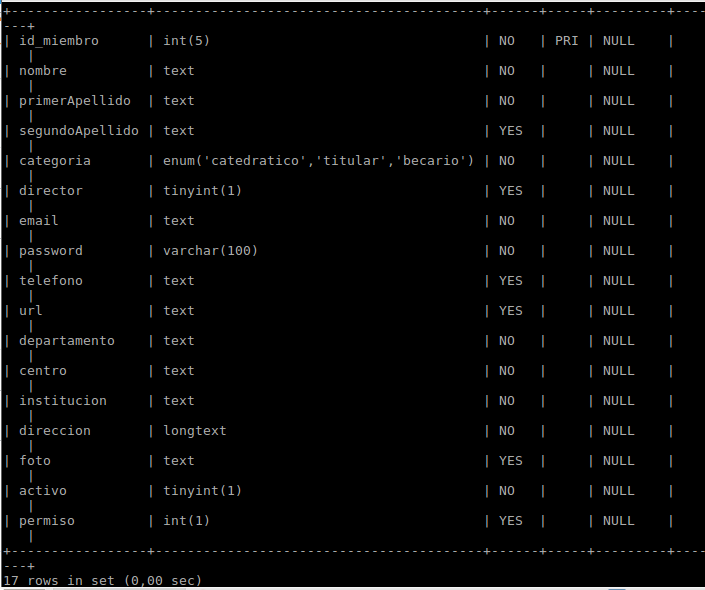 +-----------------+-----------------------------------------+------+-----+---------+----
---+
| id_miembro      | int(5)                                  | NO   | PRI | NULL    |
   |
| nombre          | text                                    | NO   |     | NULL    |
   |
| primerApellido  | text                                    | NO   |     | NULL    |
   |
| segundoApellido | text                                    | YES  |     | NULL    |
   |
| categoria       | enum('catedratico','titular','becario') | NO   |     | NULL    |
   |
| director        | tinyint(1)                              | YES  |     | NULL    |
   |
| email           | text                                    | NO   |     | NULL    |
   |
| password        | varchar(100)                            | NO   |     | NULL    |
   |
| telefono        | text                                    | YES  |     | NULL    |
   |
| url             | text                                    | YES  |     | NULL    |
   |
| departamento    | text                                    | NO   |     | NULL    |
   |
| centro          | text                                    | NO   |     | NULL    |
   |
| institucion     | text                                    | NO   |     | NULL    |
   |
| direccion       | longtext                                | NO   |     | NULL    |
   |
| foto            | text                                    | YES  |     | NULL    |
   |
| activo          | tinyint(1)                              | NO   |     | NULL    |
   |
| permiso         | int(1)                                  | YES  |     | NULL    |
   |
+-----------------+-----------------------------------------+------+-----+---------+----
---+
17 rows in set (0,00 sec)